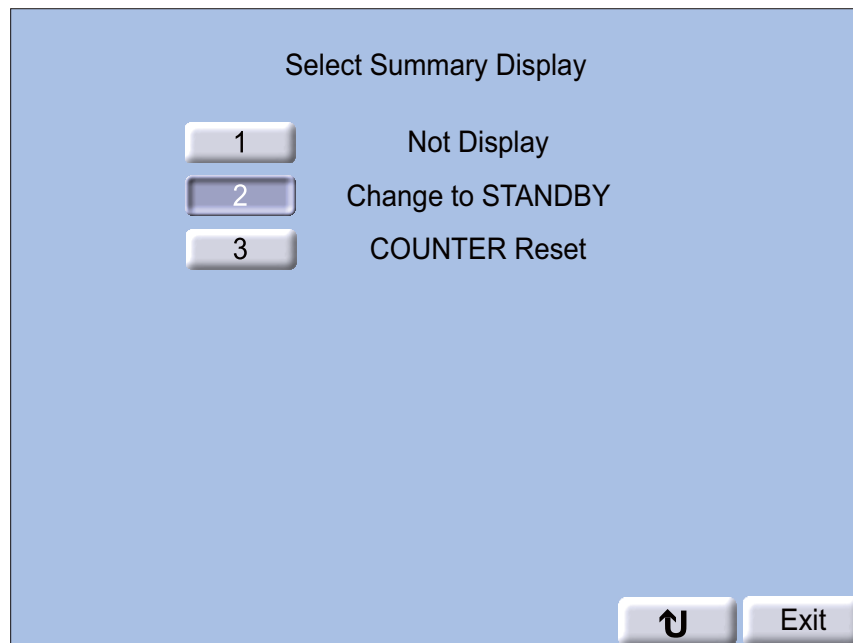 Select Summary Display
1 Not Display
2 Change to STANDBY
3 COUNTER Reset
Exit